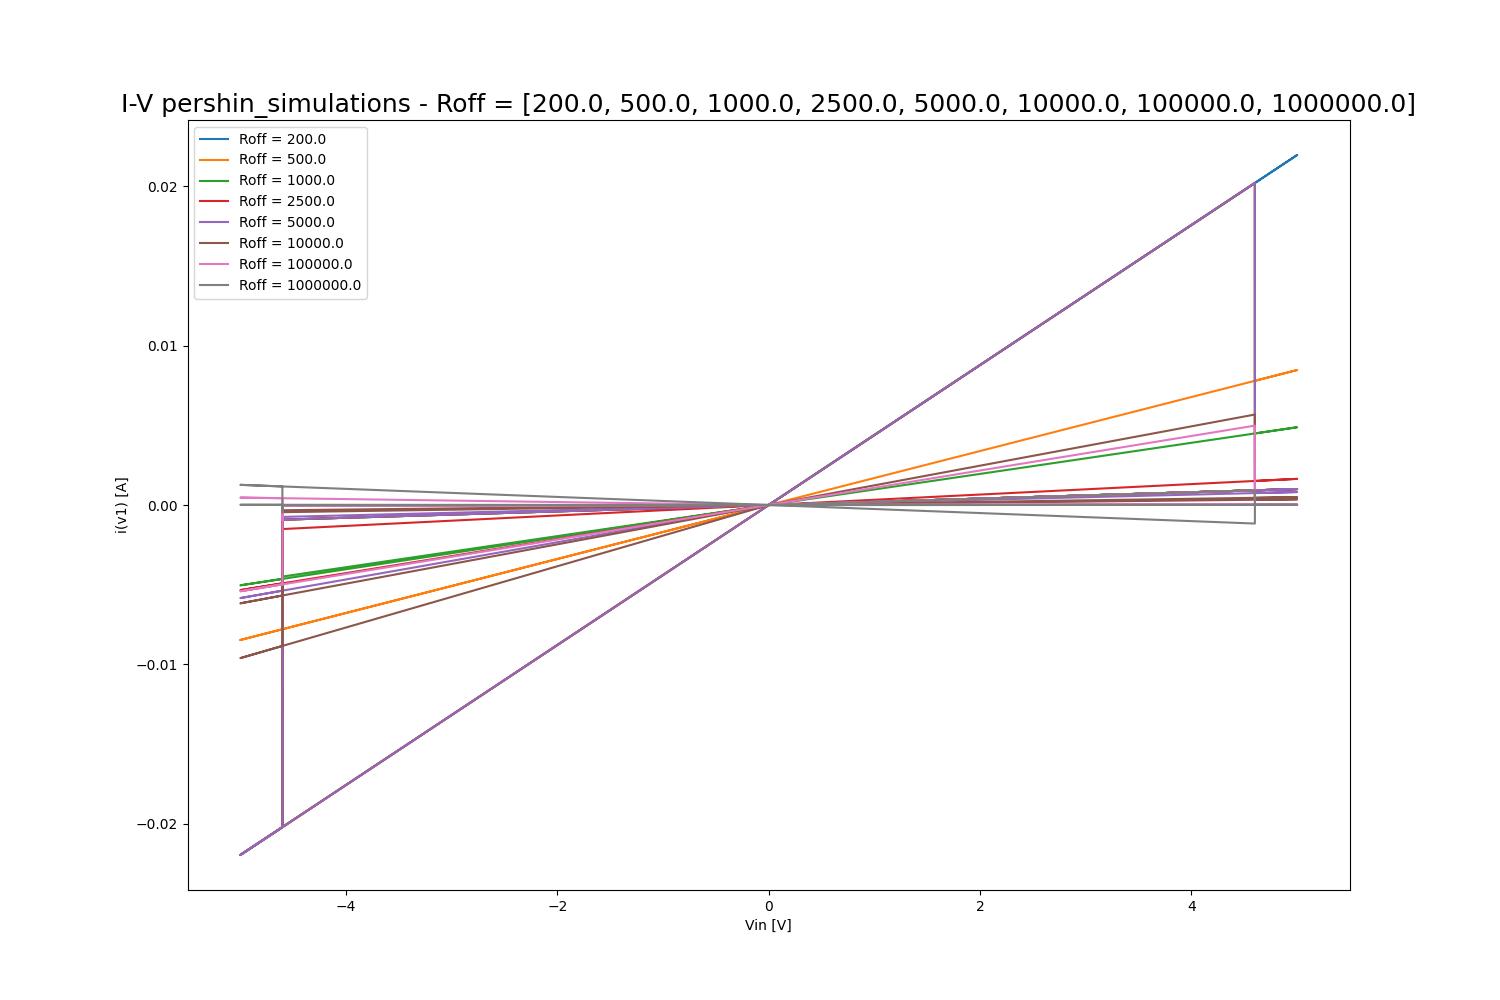 I-V pershin_simulations - Roff = [200.0, 500.0, 1000.0, 2500.0, 5000.0, 10000.0, 100000.0, 1000000.0]
Roff = 200.0
Roff = 500.0
Roff = 1000.0
Roff = 2500.0
Roff = 5000.0
Roff = 10000.0
Roff = 100000.0
Roff = 1000000.0
0.02
0.01
0.00
−0.01
−0.02
i(v1) [A]
−4
−2
0
2
4
Vin [V]